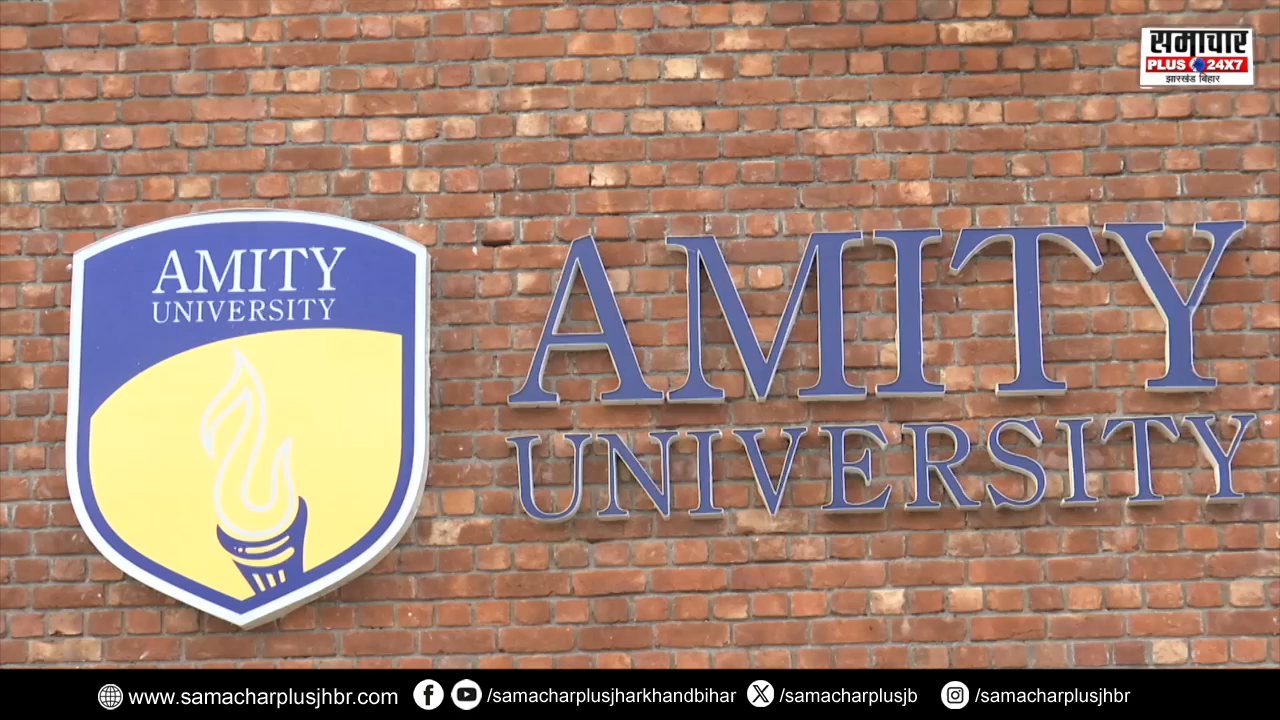 समाचार
PLUS 24X7
झारखंड बिहार
AMITY
UNIVERSITY
AMITY
UNIVERSITY
www.samacharplusjhbr.com /samacharplusjharkhandbihar /samacharplusjb /samacharplusjhbr